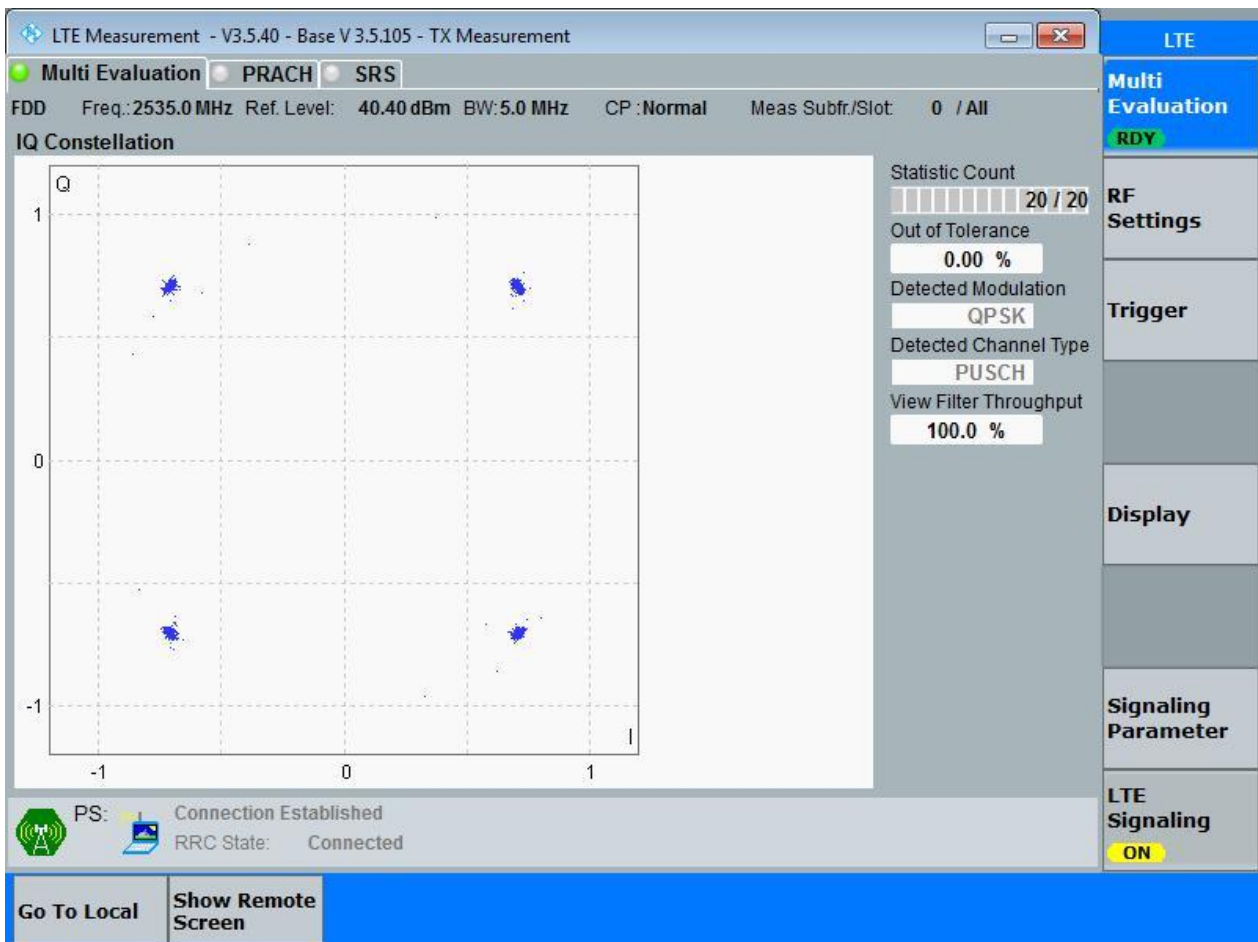 LTE Measurement - V3.5.40 - Base V 3.5.105 - TX Measurement
LTE
Multi Evaluation PRACH SRS
FDD Freq.: 2535.0 MHz Ref. Level: 40.40 dBm BW: 5.0 MHz CP : Normal Meas Subfr./Slot: 0 / All
IQ Constellation
Q
1
0
-1
-1 0 1
I
Statistic Count
20 / 20
Out of Tolerance
0.00 %
Detected Modulation
QPSK
Detected Channel Type
PUSCH
View Filter Throughput
100.0 %
Multi
Evaluation
RDY
RF
Settings
Trigger
Display
Signaling
Parameter
LTE
Signaling
ON
PS: Connection Established
RRC State: Connected
Go To Local
Show Remote
Screen